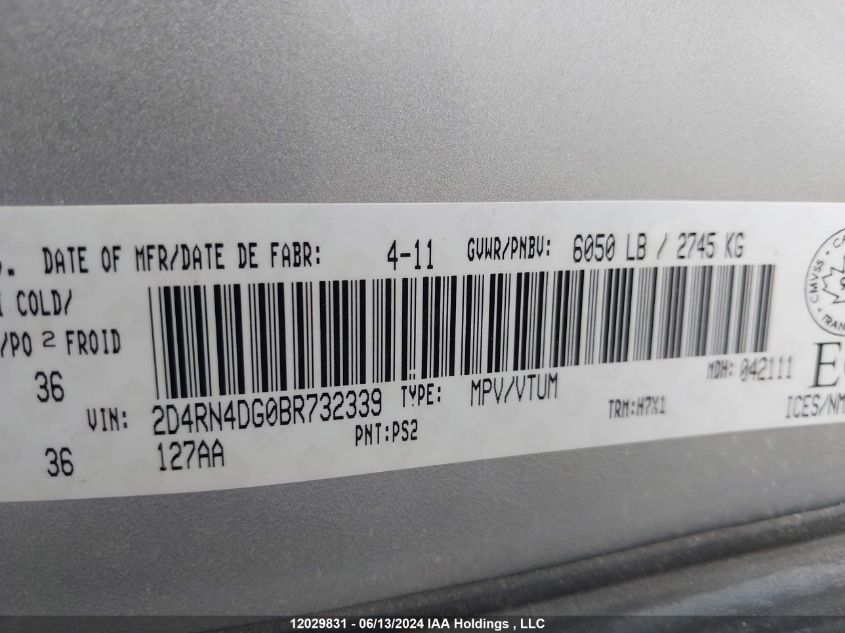 . DATE OF MFR/DATE DE FABR: 4-11 GVWR/PNBV: 6050 LB / 2745 KG
COLD/
/PO 2 FROID
36
VIN: 2D4RN4DG0BR732339 TYPE: MPV/VTUM MDH: 042111
127AA PNT:PS2 TRM:H7X1
36
CMVSS
TRAN
E
ICES/NM
12029831 - 06/13/2024 IAA Holdings , LLC